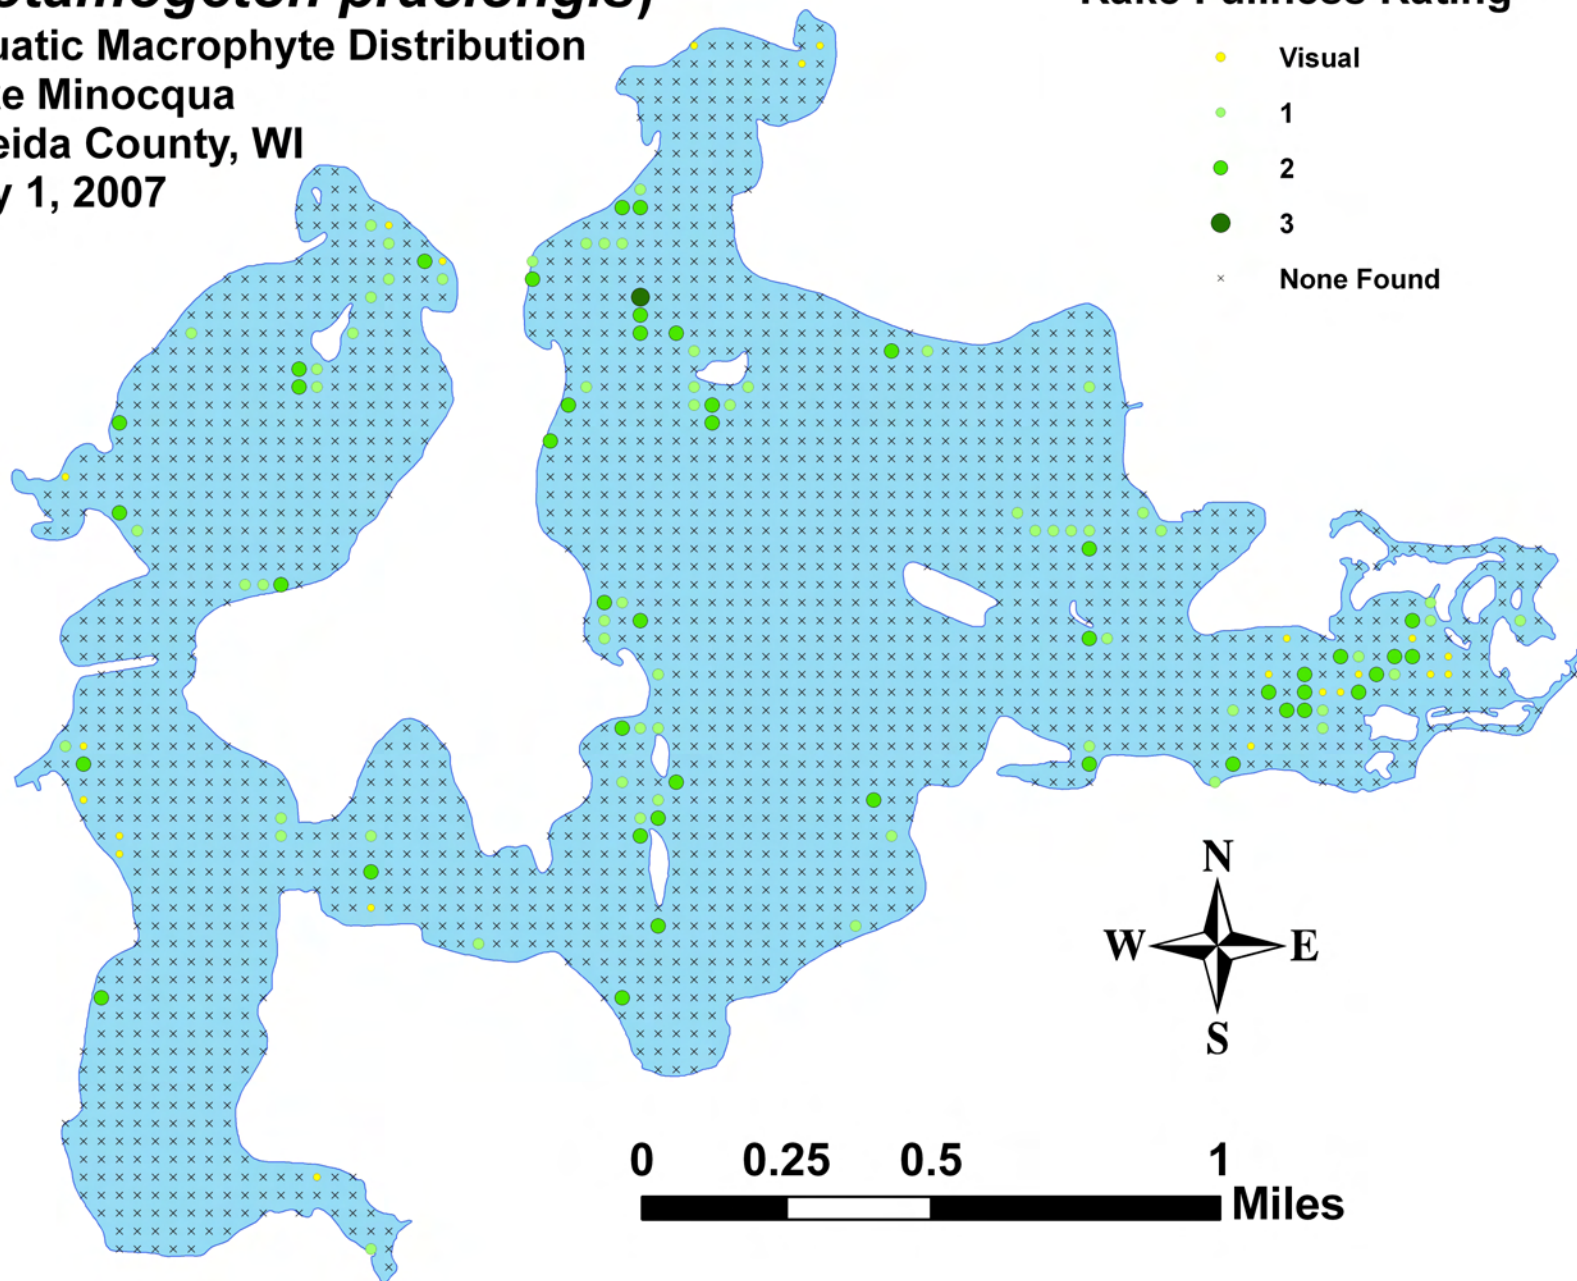 uatic Macrophyte Distribution
ke Minocqua
eida County, WI
y 1, 2007
Visual
1
2
3
None Found
N
W E
S
0 0.25 0.5 1
Miles